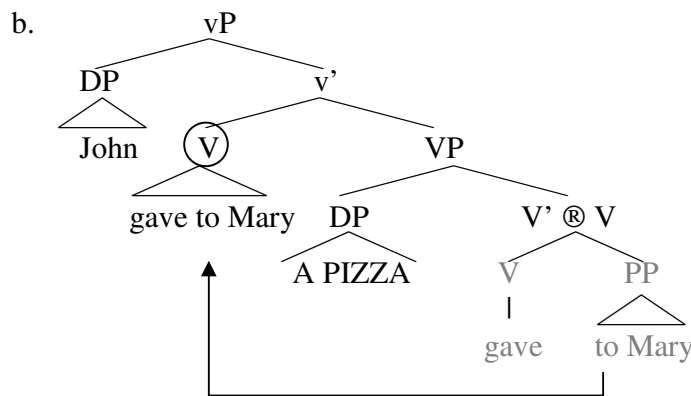 b. vP
DP v’
John V VP
gave to Mary DP V’ ® V
A PIZZA V PP
gave to Mary